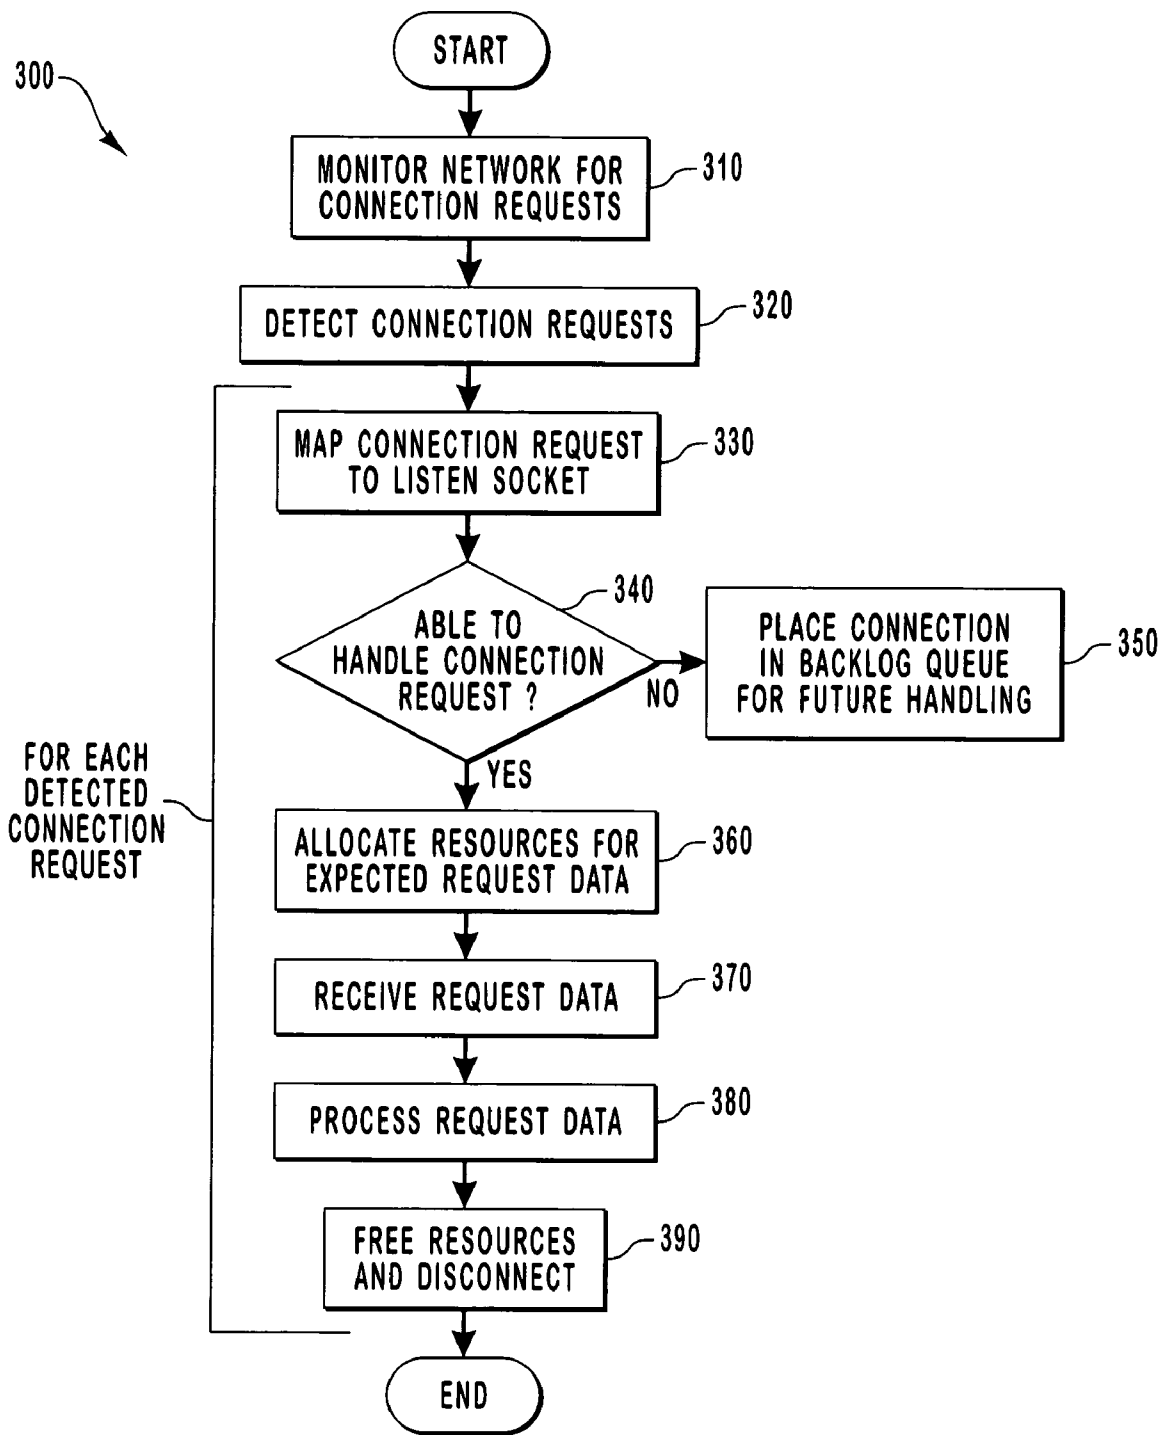 START
300
MONITOR NETWORK FOR
CONNECTION REQUESTS
310
DETECT CONNECTION REQUESTS
320
MAP CONNECTION REQUEST
TO LISTEN SOCKET
330
ABLE TO
HANDLE CONNECTION
REQUEST ?
340
NO
PLACE CONNECTION
IN BACKLOG QUEUE
FOR FUTURE HANDLING
350
YES
FOR EACH
DETECTED
CONNECTION
REQUEST
ALLOCATE RESOURCES FOR
EXPECTED REQUEST DATA
360
RECEIVE REQUEST DATA
370
PROCESS REQUEST DATA
380
FREE RESOURCES
AND DISCONNECT
390
END